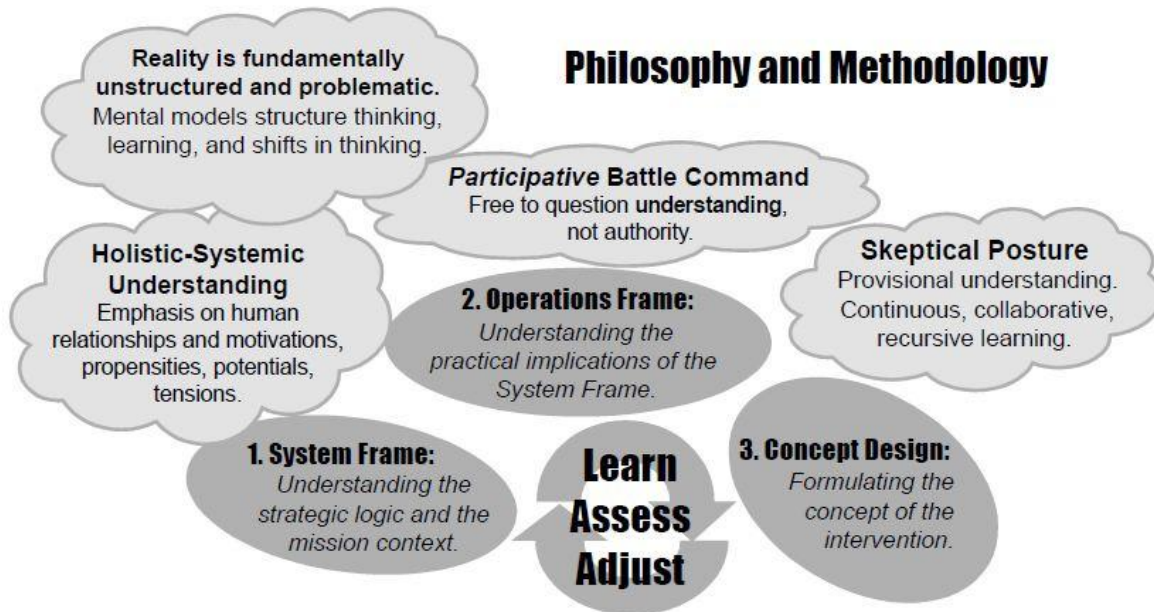 Philosophy and Methodology
Reality is fundamentally
unstructured and problematic.
Mental models structure thinking,
learning, and shifts in thinking.
Participative Battle Command
Free to question understanding,
not authority.
Holistic-Systemic
Understanding
Emphasis on human
relationships and motivations,
propensities, potentials,
tensions.
Skeptical Posture
Provisional understanding.
Continuous, collaborative,
recursive learning.
1. System Frame:
Understanding the
strategic logic and the
mission context.
2. Operations Frame:
Understanding the
practical implications of the
System Frame.
3. Concept Design:
Formulating the
concept of the
intervention.
Learn
Assess
Adjust